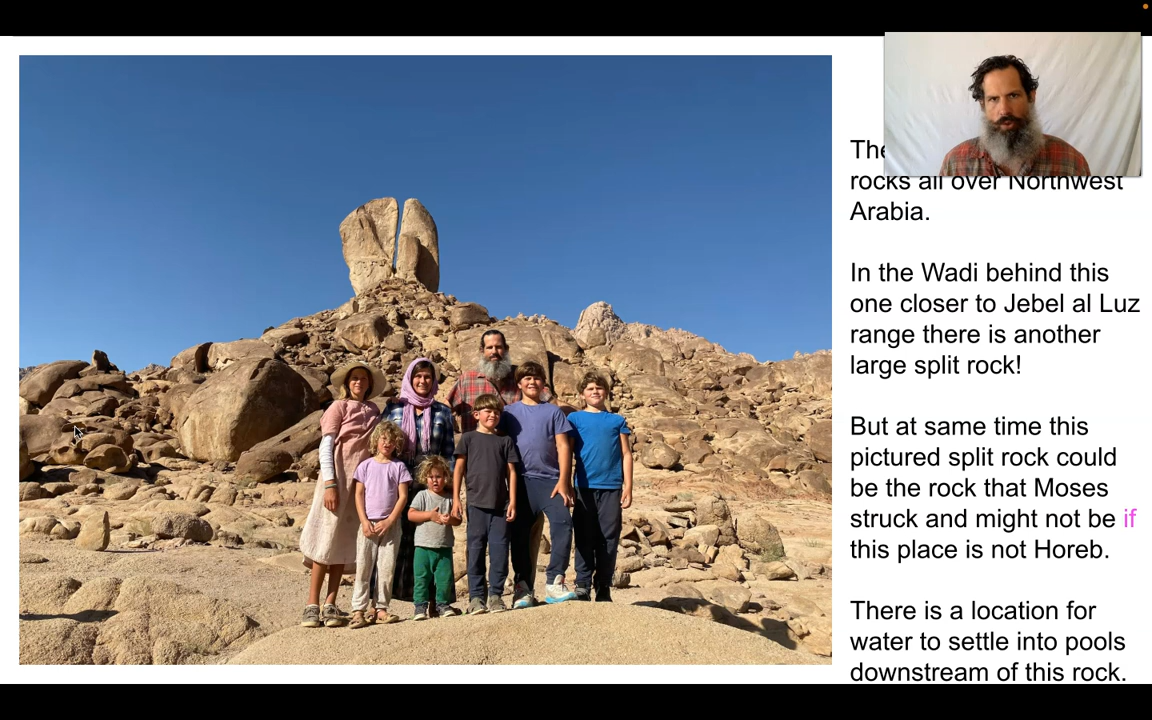 rocks all over Northwest
Arabia.
In the Wadi behind this
one closer to Jebel al Luz
range there is another
large split rock!
But at same time this
pictured split rock could
be the rock that Moses
struck and might not be if
this place is not Horeb.
There is a location for
water to settle into pools
downstream of this rock.